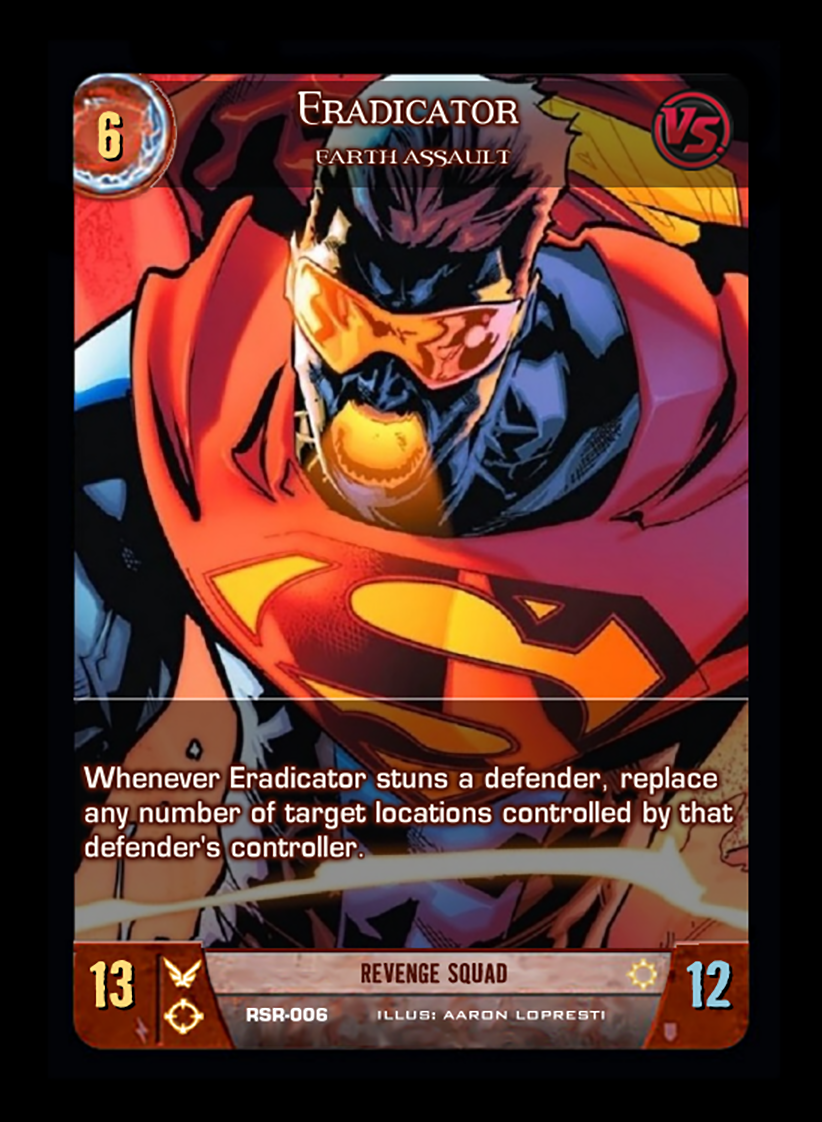 6
ERADICATOR
EARTH ASSAULT
VS.
Whenever Eradicator stuns a defender, replace
any number of target locations controlled by that
defender's controller.
13
REVENGE SQUAD
12
RSR-006
ILLUS: AARON LOPRESTI